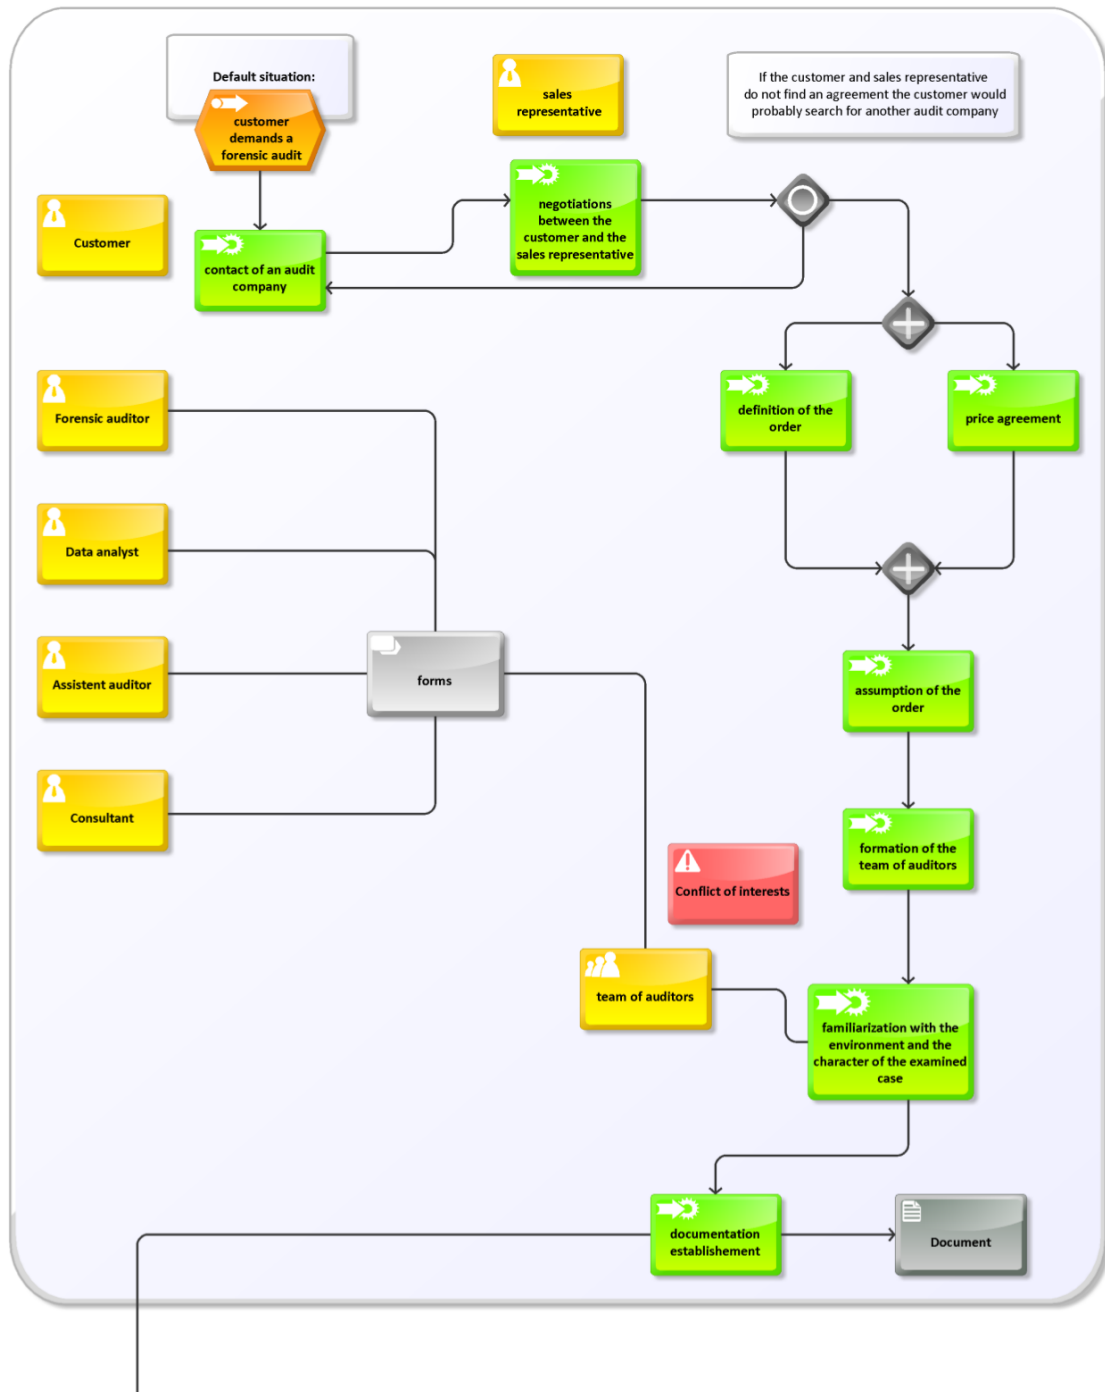 Default situation:
customer
demands a
forensic audit
sales
representative
If the customer and sales representative
do not find an agreement the customer would
probably search for another audit company
Customer
contact of an audit
company
negotiations
between the
customer and the
sales representative
Forensic auditor
definition of the
order
price agreement
Data analyst
Assistent auditor
forms
assumption of the
order
Consultant
formation of the
team of auditors
Conflict of interests
team of auditors
familiarization with the
environment and the
character of the examined
case
documentation
establishement
Document